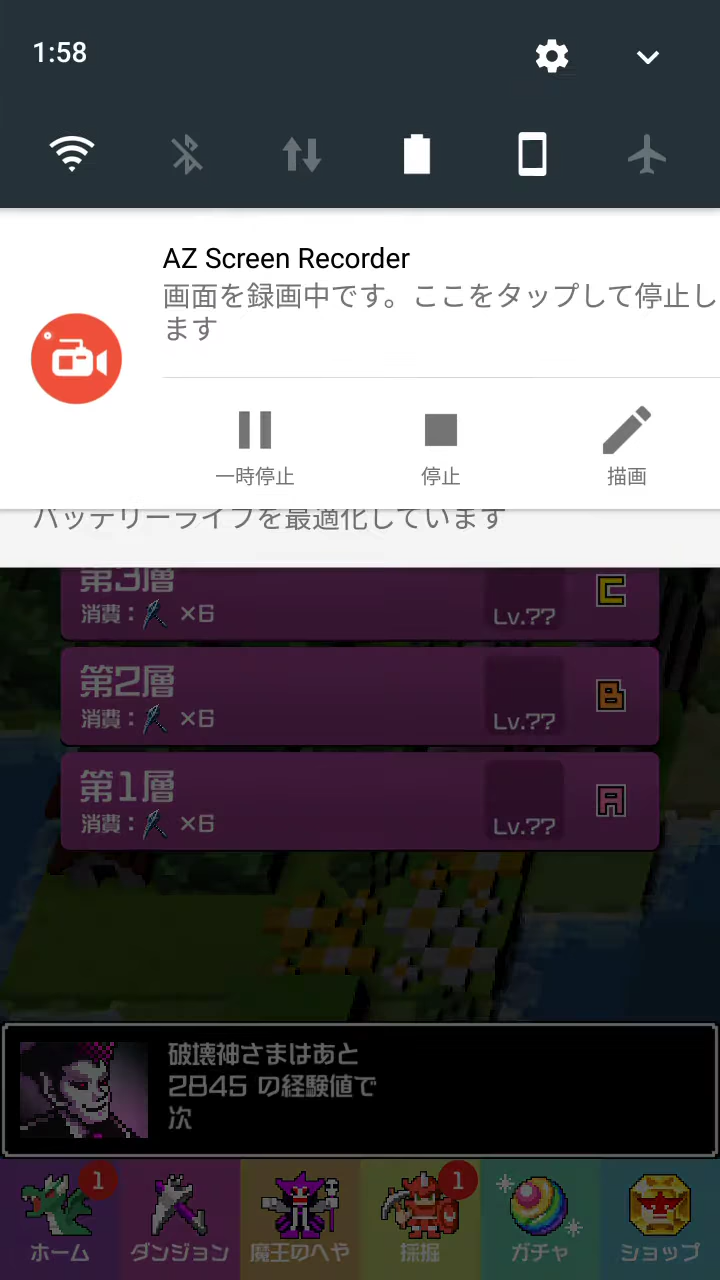 1:58
AZ Screen Recorder
画面を録画中です。ここをタップして停止し
ます
一時停止 停止 描画
バッテリーライフを最適化しています
第3層
消費： ×6 Lv.?? C
第2層
消費： ×6 Lv.?? B
第1層
消費： ×6 Lv.?? A
破壊神さまはあと
2845 の経験値で
次
1 1
ホーム ダンジョン 魔王のへや 採掘 ガチャ ショップ